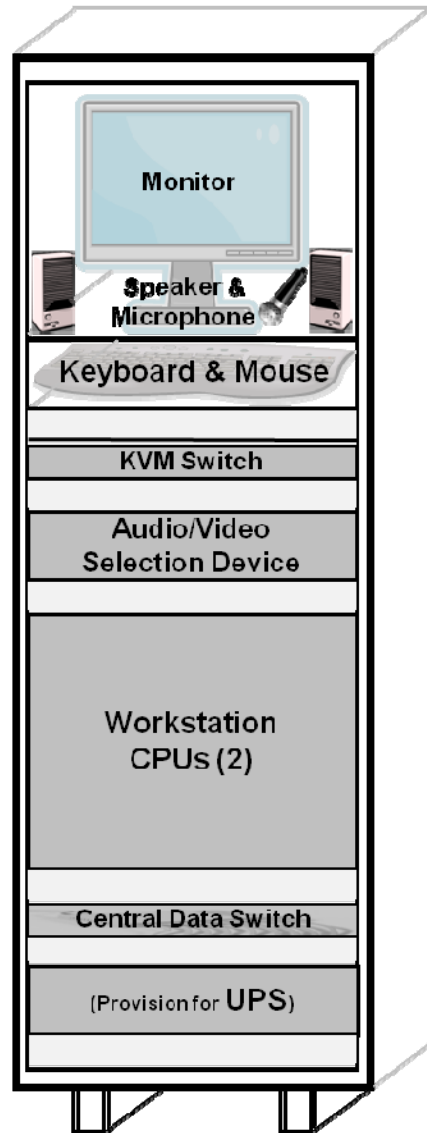 Monitor
Speaker &
Microphone
Keyboard & Mouse
KVM Switch
Audio/Video
Selection Device
Workstation
CPUs (2)
Central Data Switch
(Provision for UPS)